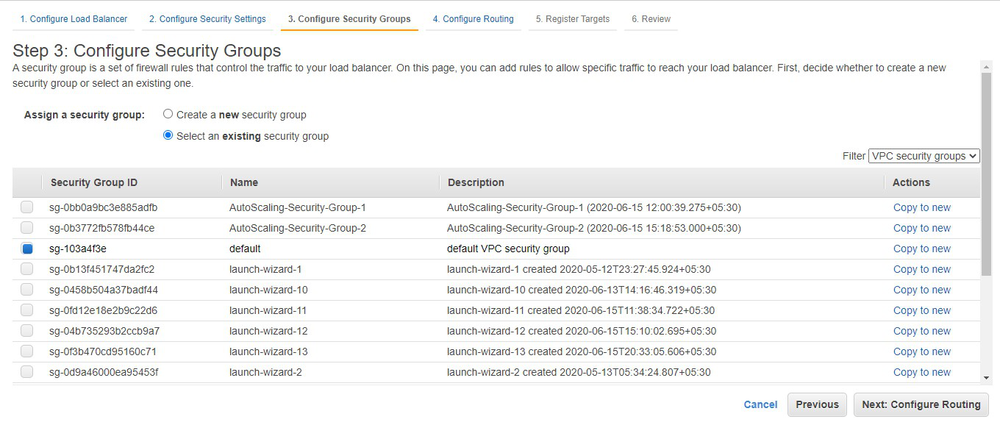 1. Configure Load Balancer 2. Configure Security Settings 3. Configure Security Groups 4. Configure Routing 5. Register Targets 6. Review
Step 3: Configure Security Groups
A security group is a set of firewall rules that control the traffic to your load balancer. On this page, you can add rules to allow specific traffic to reach your load balancer. First, decide whether to create a new
security group or select an existing one.
Assign a security group: Create a new security group
Select an existing security group
Filter VPC security groups
Security Group ID Name Description Actions
sg-0bb0a9bc3e885adfb AutoScaling-Security-Group-1 AutoScaling-Security-Group-1 (2020-06-15 12:00:39.275+05:30) Copy to new
sg-0b3772fb578fb44ce AutoScaling-Security-Group-2 AutoScaling-Security-Group-2 (2020-06-15 15:18:53.000+05:30) Copy to new
sg-103a4f3e default default VPC security group Copy to new
sg-0b13f451747da2fc2 launch-wizard-1 launch-wizard-1 created 2020-05-12T23:27:45.924+05:30 Copy to new
sg-0458b504a37badf44 launch-wizard-10 launch-wizard-10 created 2020-06-13T14:16:46.319+05:30 Copy to new
sg-0fd12e18e2b9c22d6 launch-wizard-11 launch-wizard-11 created 2020-06-15T11:38:34.722+05:30 Copy to new
sg-04b735293b2ccb9a7 launch-wizard-12 launch-wizard-12 created 2020-06-15T15:10:02.695+05:30 Copy to new
sg-0f3b470cd95160c71 launch-wizard-13 launch-wizard-13 created 2020-06-15T20:33:05.606+05:30 Copy to new
sg-0d9a46000ea95453f launch-wizard-2 launch-wizard-2 created 2020-05-13T05:34:24.807+05:30 Copy to new
Cancel Previous Next: Configure Routing